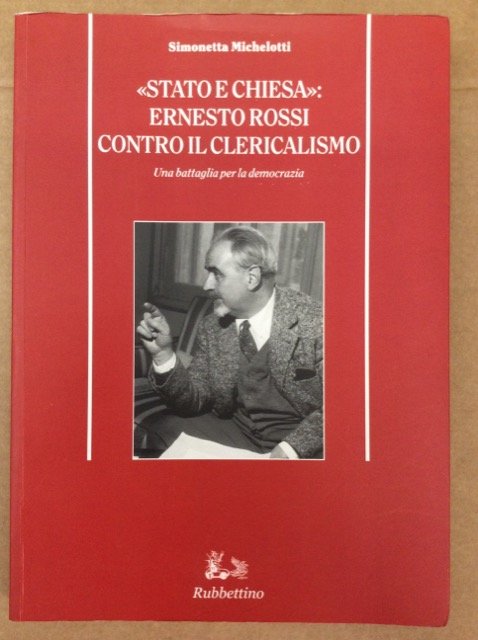 Simonetta Michelotti
«STATO E CHIESA»:
ERNESTO ROSSI
CONTRO IL CLERICALISMO
Una battaglia per la democrazia
Rubbettino